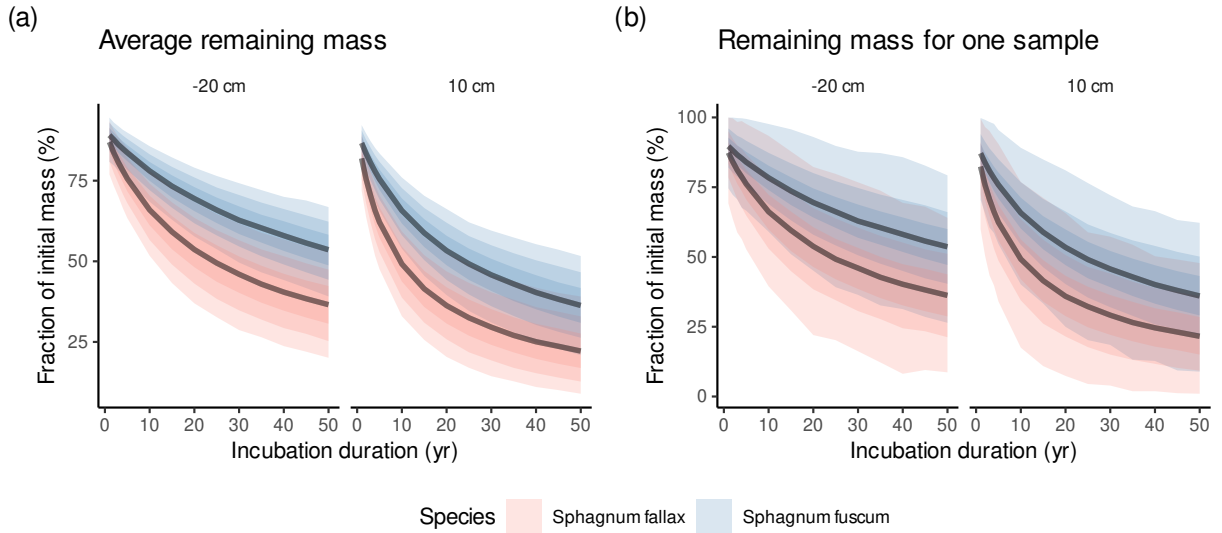 (a)
Average remaining mass
-20 cm
10 cm
Fraction of initial mass (%)
75
50
25
0 10 20 30 40 50
0 10 20 30 40 50
Incubation duration (yr)
(b)
Remaining mass for one sample
-20 cm
10 cm
Fraction of initial mass (%)
100
75
50
25
0
0 10 20 30 40 50
0 10 20 30 40 50
Incubation duration (yr)
Species Sphagnum fallax Sphagnum fuscum